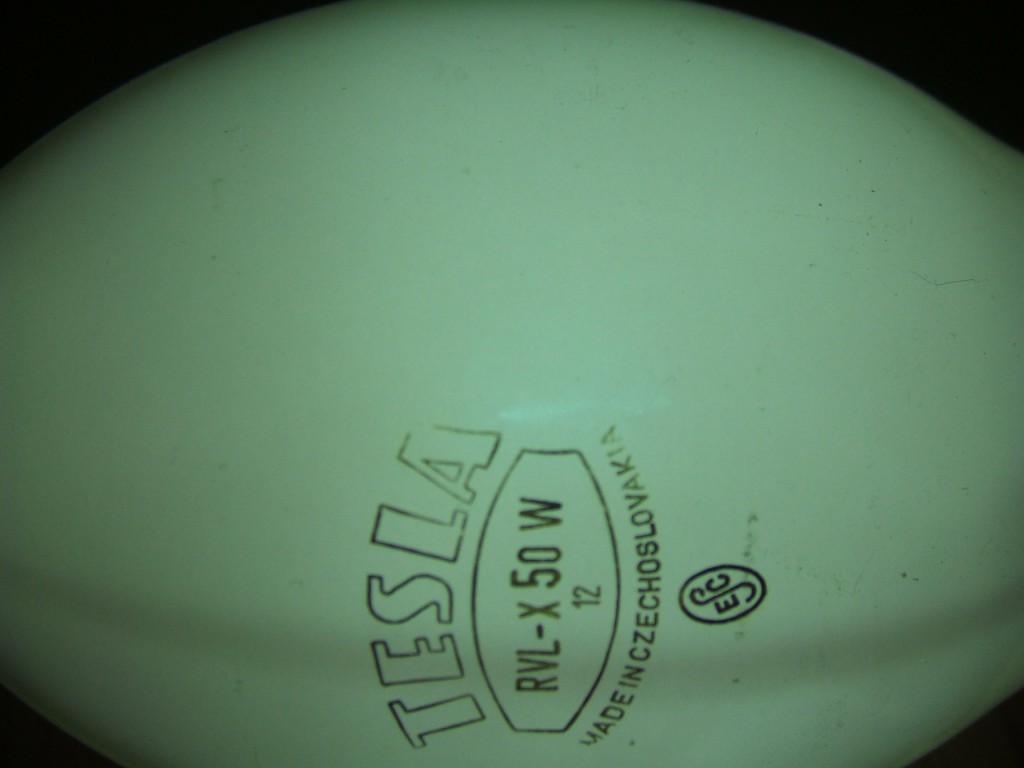 TESLA
RVL-X 50 W
12
MADE IN CZECHOSLOVAKIA
ESC